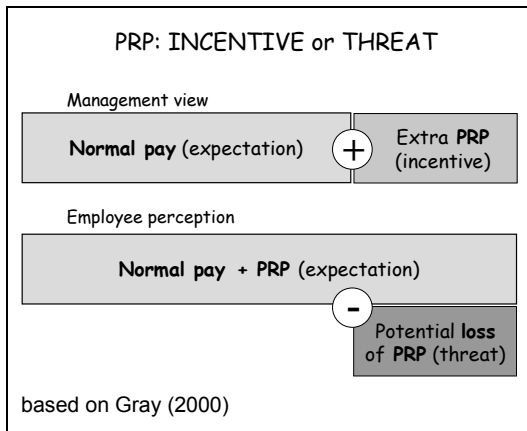 PRP: INCENTIVE or THREAT
Management view
Normal pay (expectation)
+
Extra PRP
(incentive)
Employee perception
Normal pay + PRP (expectation)
-
Potential loss
of PRP (threat)
based on Gray (2000)